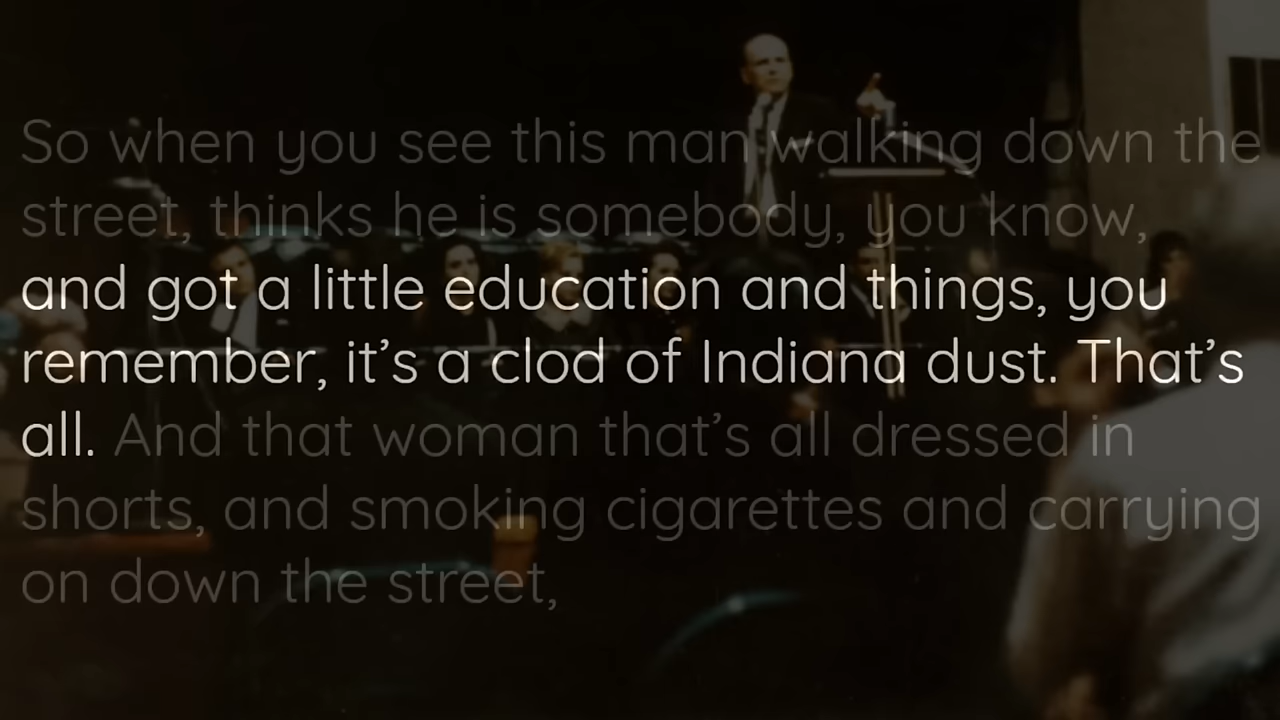 So when you see this man walking down the
street, thinks he is somebody, you know,
and got a little education and things, you
remember, it’s a clod of Indiana dust. That’s
all. And that woman that’s all dressed in
shorts, and smoking cigarettes and carrying
on down the street,